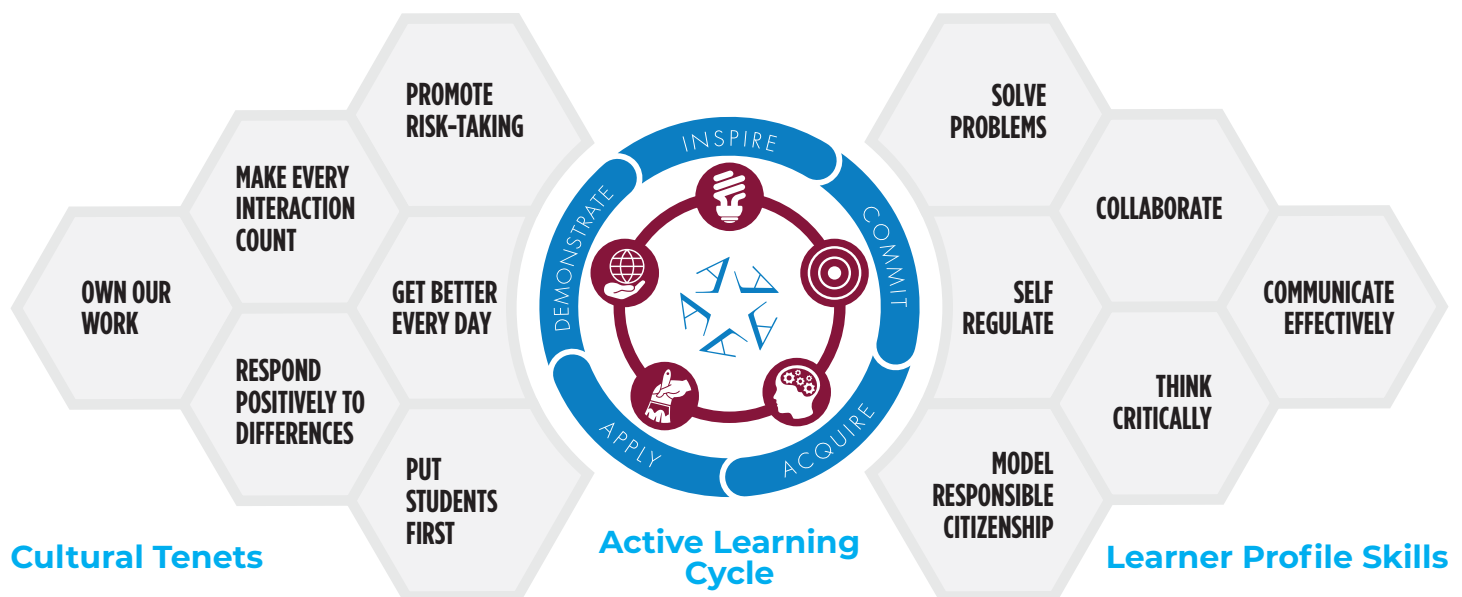 PROMOTE
RISK-TAKING
MAKE EVERY
INTERACTION
COUNT
OWN OUR
WORK
GET BETTER
EVERY DAY
RESPOND
POSITIVELY TO
DIFFERENCES
PUT
STUDENTS
FIRST
Cultural Tenets
INSPIRE
COMMIT
ACQUIRE
APPLY
DEMONSTRATE
A
A
A
A
A
Active Learning
Cycle
SOLVE
PROBLEMS
COLLABORATE
SELF
REGULATE
COMMUNICATE
EFFECTIVELY
THINK
CRITICALLY
MODEL
RESPONSIBLE
CITIZENSHIP
Learner Profile Skills